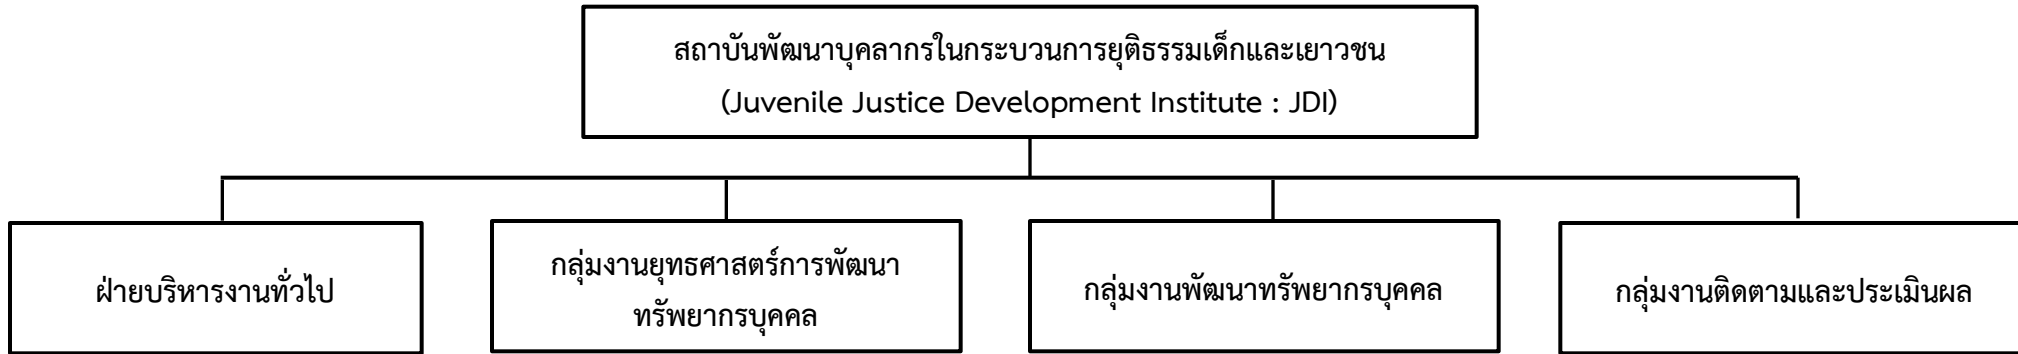 สถาบันพัฒนาบุคลากรในกระบวนการยุติธรรมเด็กและเยาวชน
(Juvenile Justice Development Institute : JDI)
ฝ่ายบริหารงานทั่วไป
กลุ่มงานยุทธศาสตร์การพัฒนา
ทรัพยากรบุคคล
กลุ่มงานพัฒนาทรัพยากรบุคคล
กลุ่มงานติดตามและประเมินผล